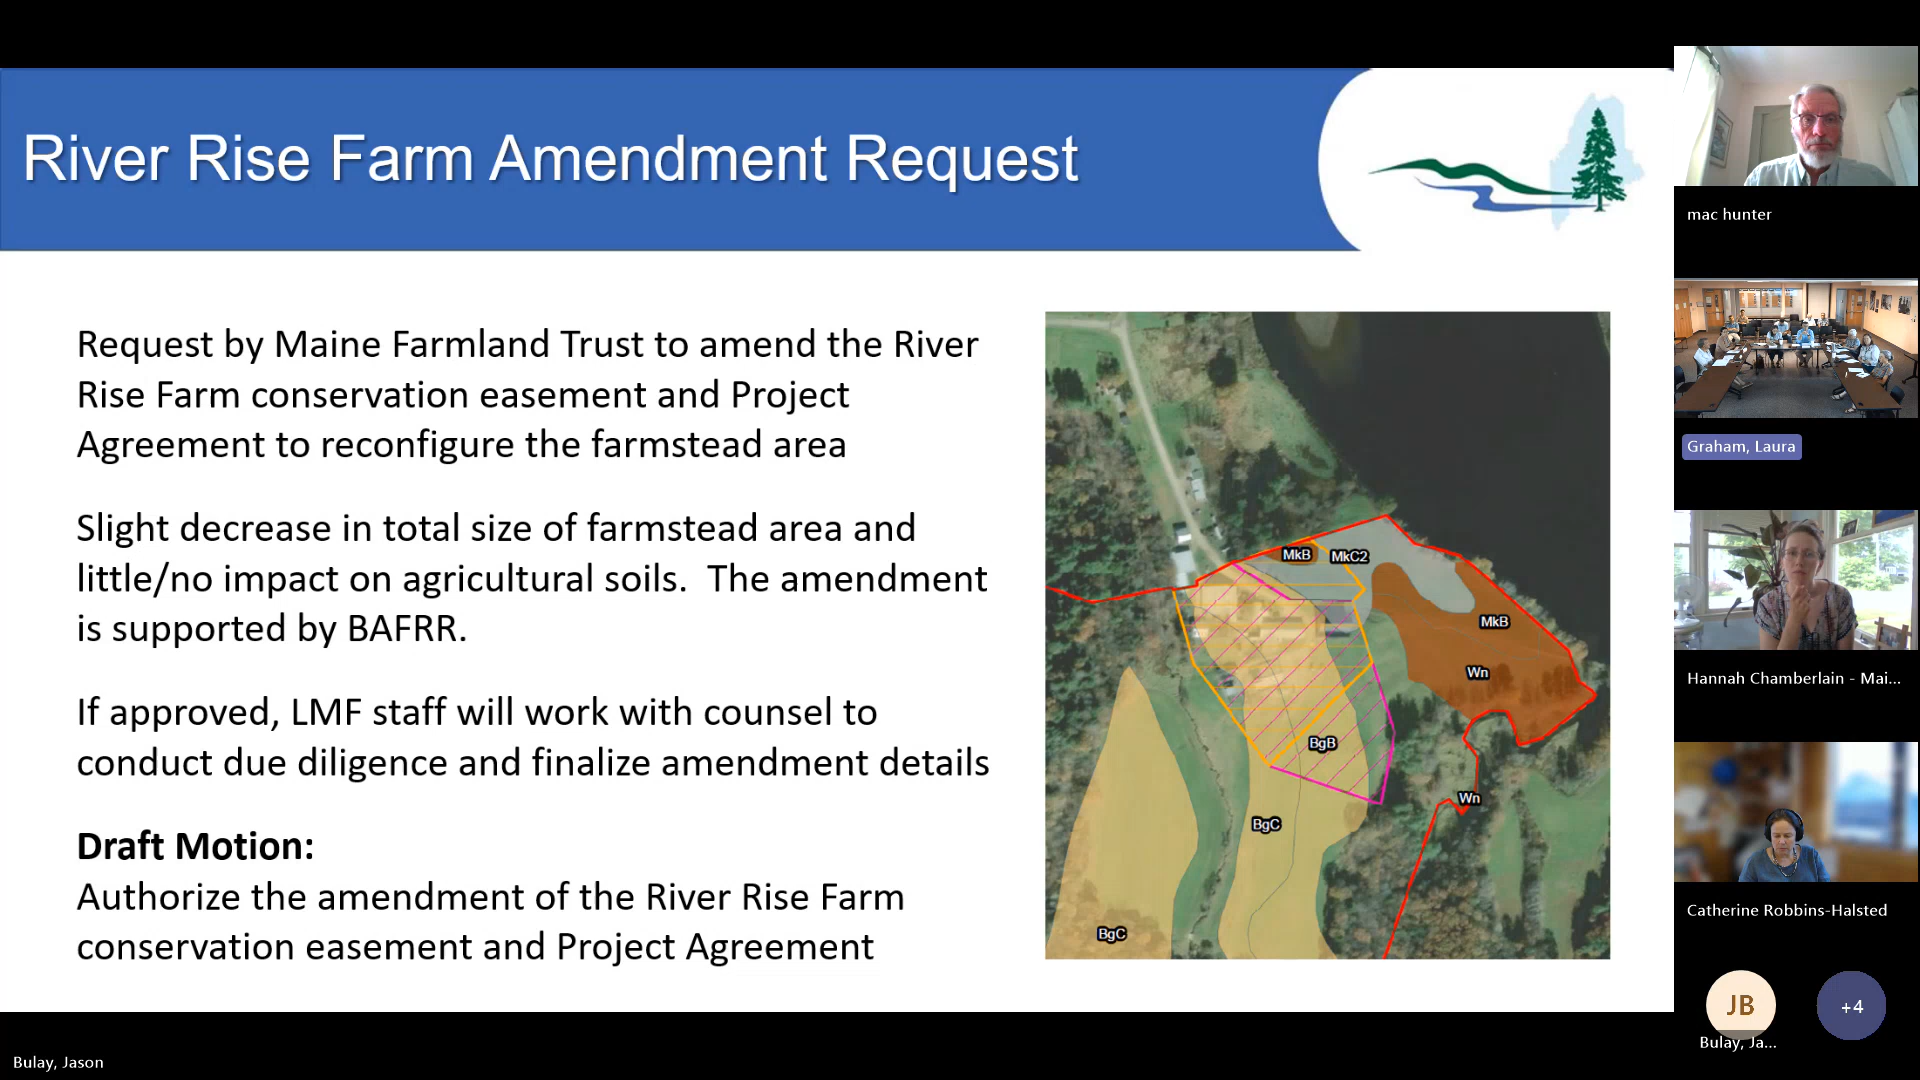 River Rise Farm Amendment Request
Request by Maine Farmland Trust to amend the River
Rise Farm conservation easement and Project
Agreement to reconfigure the farmstead area
Slight decrease in total size of farmstead area and
little/no impact on agricultural soils.  The amendment
is supported by BAFRR.
If approved, LMF staff will work with counsel to
conduct due diligence and finalize amendment details
Draft Motion:
Authorize the amendment of the River Rise Farm
conservation easement and Project Agreement
MkB
MkC2
MkB
Wn
BgB
Wn
BgC
BgC
mac hunter
Graham, Laura
Hannah Chamberlain - Mai...
Catherine Robbins-Halsted
JB
+4
Bulay, Ja...
Bulay, Jason